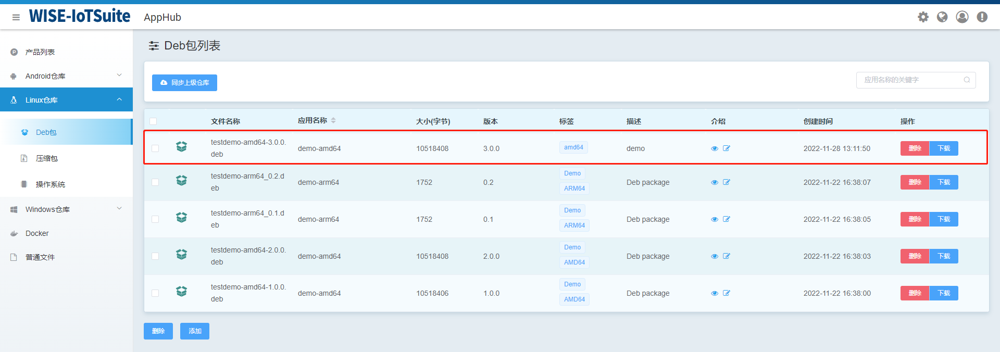 WISE-IoTSuite AppHub
产品列表
Android仓库
Linux仓库
Deb包
压缩包
操作系统
Windows仓库
Docker
普通文件
Deb包列表
同步上级仓库
应用名称的关键字
文件名称 应用名称 大小(字节) 版本 标签 描述 介绍 创建时间 操作
testdemo-amd64-3.0.0.
deb
demo-amd64 10518408 3.0.0 amd64 demo 2022-11-28 13:11:50 删除 下载
testdemo-arm64_0.2.d
eb
demo-arm64 1752 0.2
Demo
ARM64
Deb package 2022-11-22 16:38:07 删除 下载
testdemo-arm64_0.1.d
eb
demo-arm64 1752 0.1
Demo
ARM64
Deb package 2022-11-22 16:38:05 删除 下载
testdemo-amd64-2.0.0.
deb
demo-amd64 10518408 2.0.0
Demo
AMD64
Deb package 2022-11-22 16:38:03 删除 下载
testdemo-amd64-1.0.0.
deb
demo-amd64 10518406 1.0.0
Demo
AMD64
Deb package 2022-11-22 16:38:00 删除 下载
删除 添加